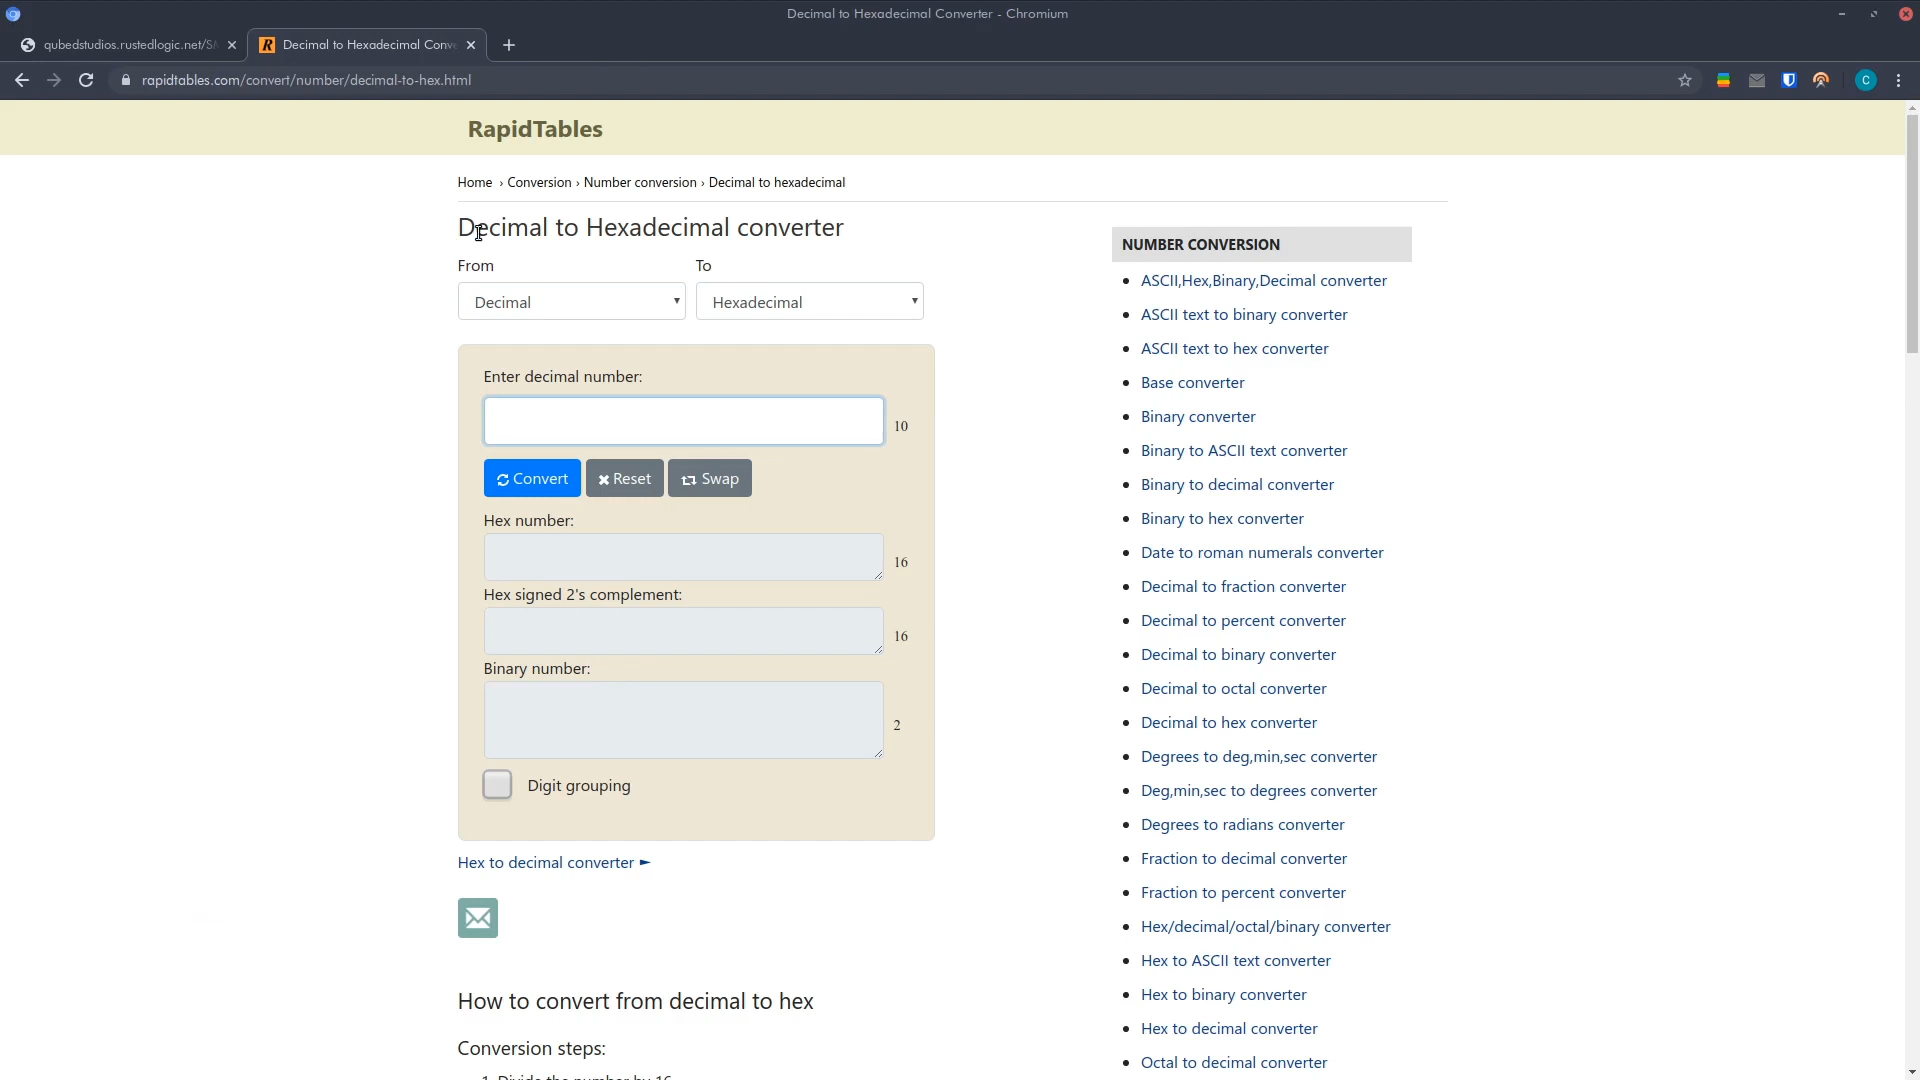 Decimal to Hexadecimal Converter - Chromium
qubedstudios.rustedlogic.net/SM
Decimal to Hexadecimal Conve
rapidtables.com/convert/number/decimal-to-hex.html
C
RapidTables
Home › Conversion › Number conversion › Decimal to hexadecimal
Decimal to Hexadecimal converter
From
To
Decimal
Hexadecimal
Enter decimal number:
10
Convert
Reset
Swap
Hex number:
16
Hex signed 2's complement:
16
Binary number:
2
Digit grouping
Hex to decimal converter ►
How to convert from decimal to hex
Conversion steps:
1. Divide the number by 16.
NUMBER CONVERSION
ASCII,Hex,Binary,Decimal converter
ASCII text to binary converter
ASCII text to hex converter
Base converter
Binary converter
Binary to ASCII text converter
Binary to decimal converter
Binary to hex converter
Date to roman numerals converter
Decimal to fraction converter
Decimal to percent converter
Decimal to binary converter
Decimal to octal converter
Decimal to hex converter
Degrees to deg,min,sec converter
Deg,min,sec to degrees converter
Degrees to radians converter
Fraction to decimal converter
Fraction to percent converter
Hex/decimal/octal/binary converter
Hex to ASCII text converter
Hex to binary converter
Hex to decimal converter
Octal to decimal converter